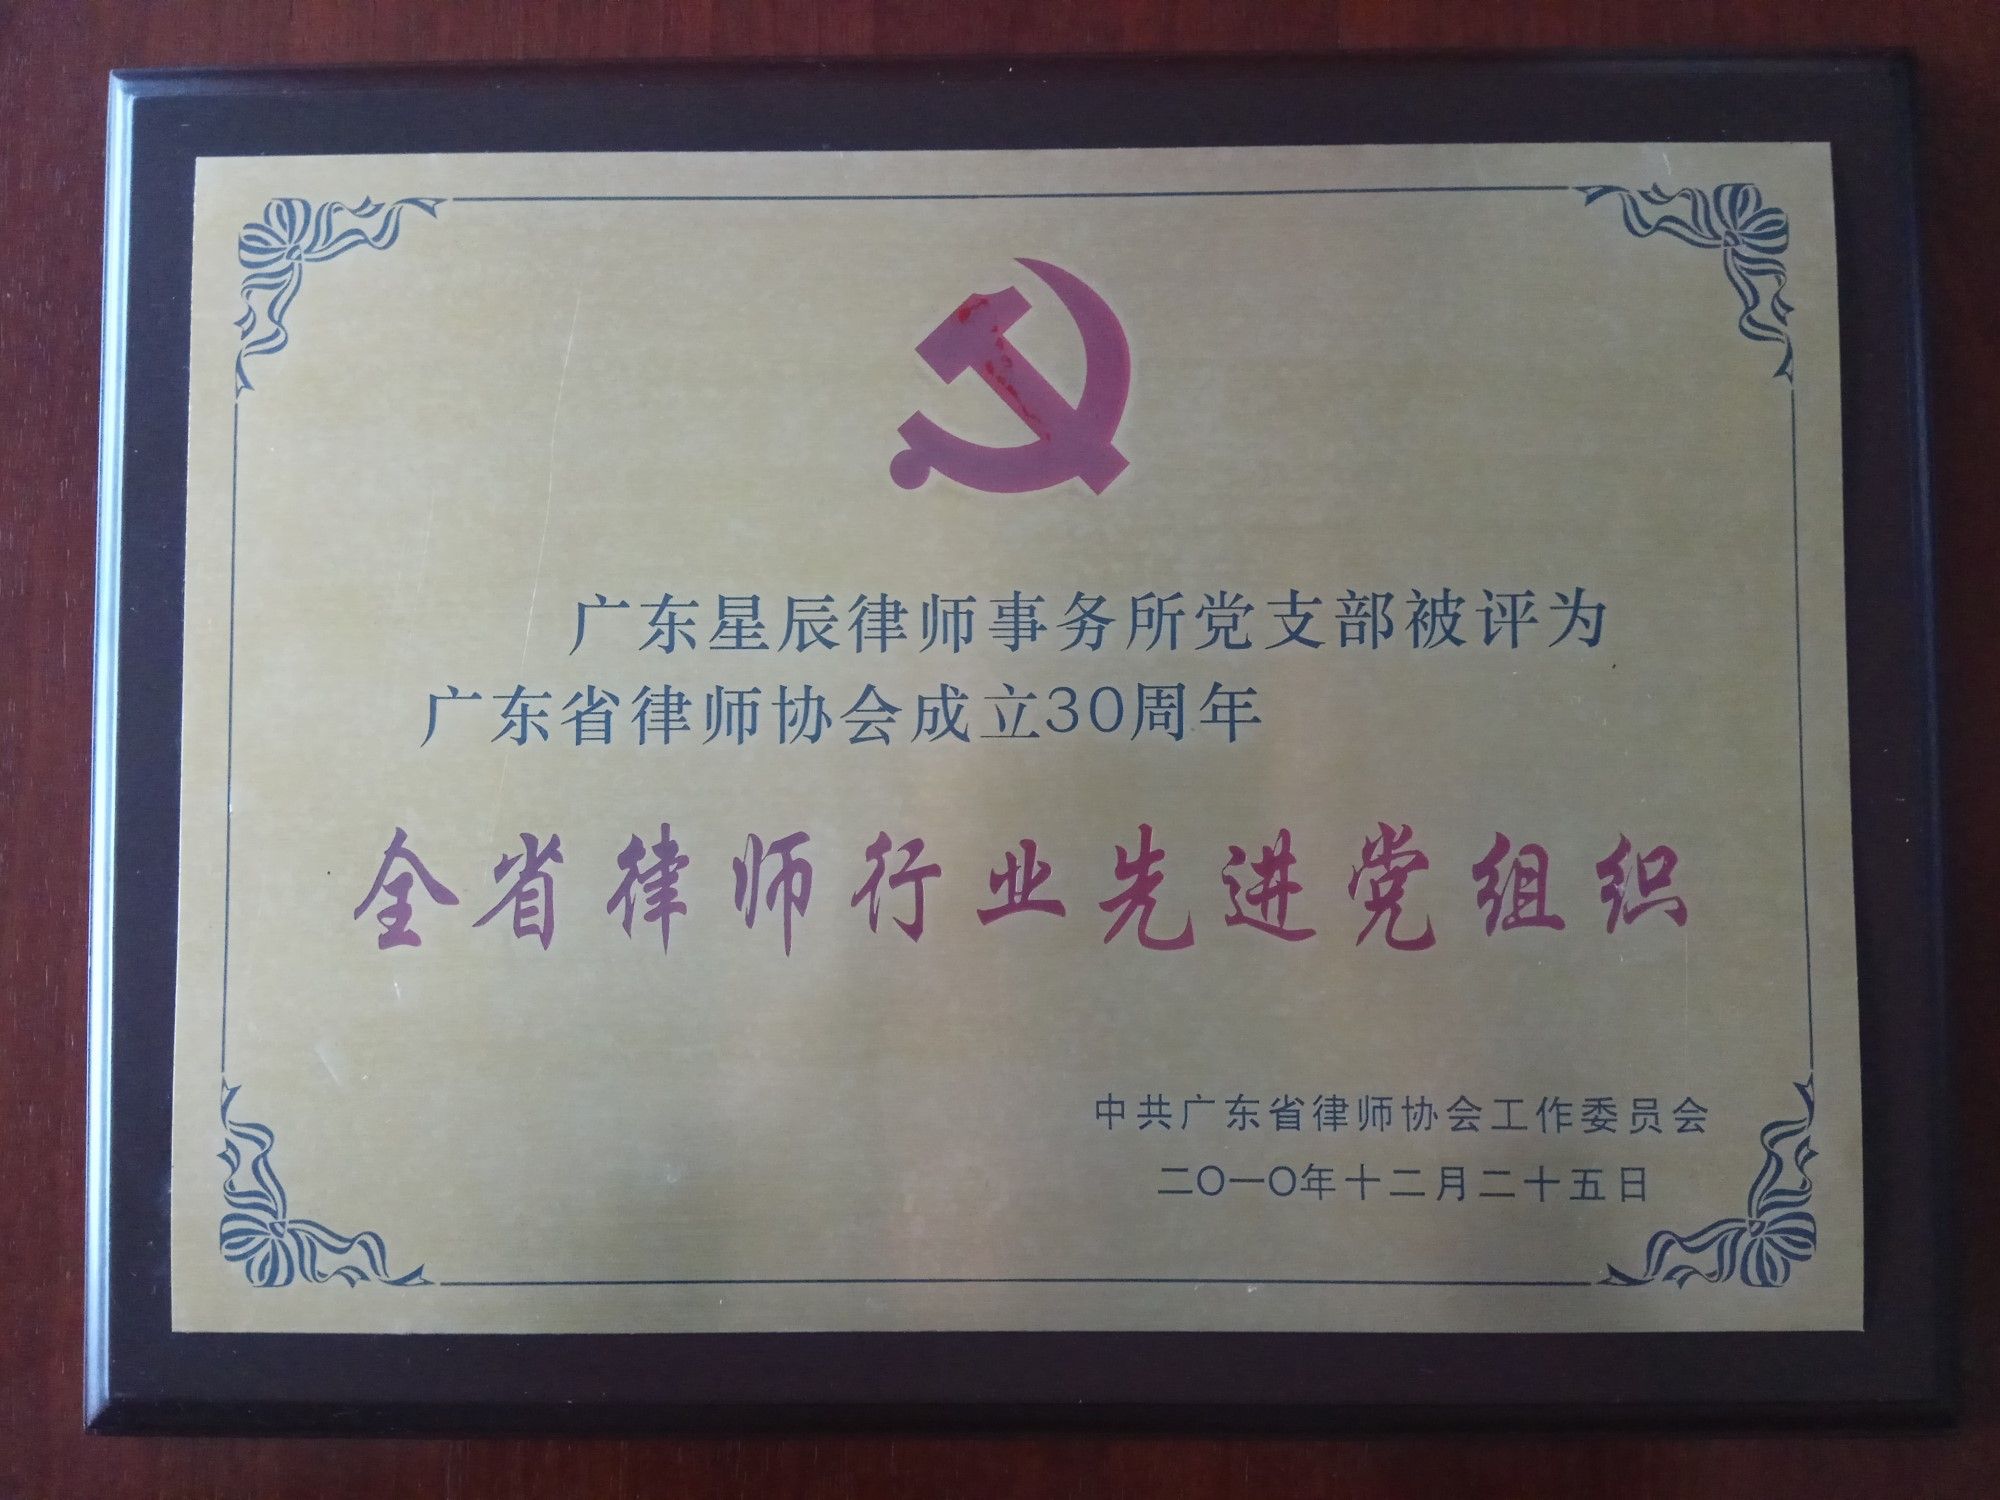 广东星辰律师事务所党支部被评为
广东省律师协会成立30周年
全省律师行业先进党组织
中共广东省律师协会工作委员会
二〇一〇年十二月二十五日